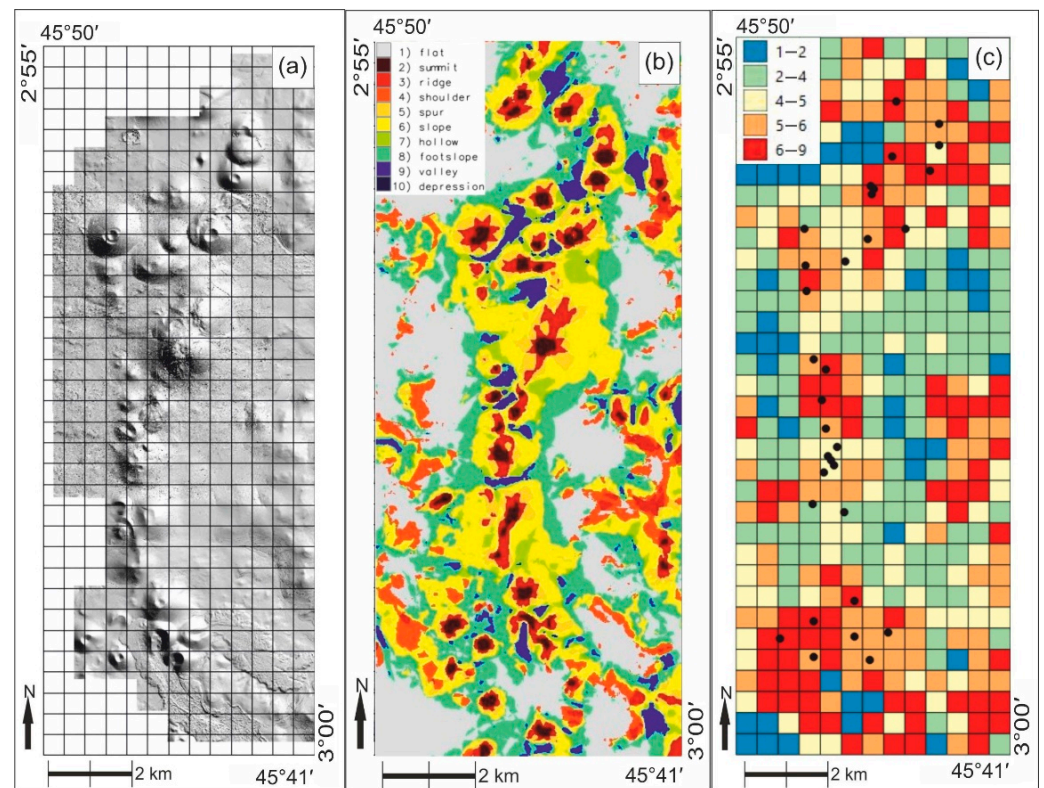 45°50′
2°55′
(a)
N
2 km
45°41′
3°00′
45°50′
2°55′
(b)
1) flat
2) summit
3) ridge
4) shoulder
5) spur
6) slope
7) hollow
8) footslope
9) valley
10) depression
N
2 km
45°41′
3°00′
45°50′
2°55′
(c)
1–2
2–4
4–5
5–6
6–9
N
2 km
45°41′
3°00′